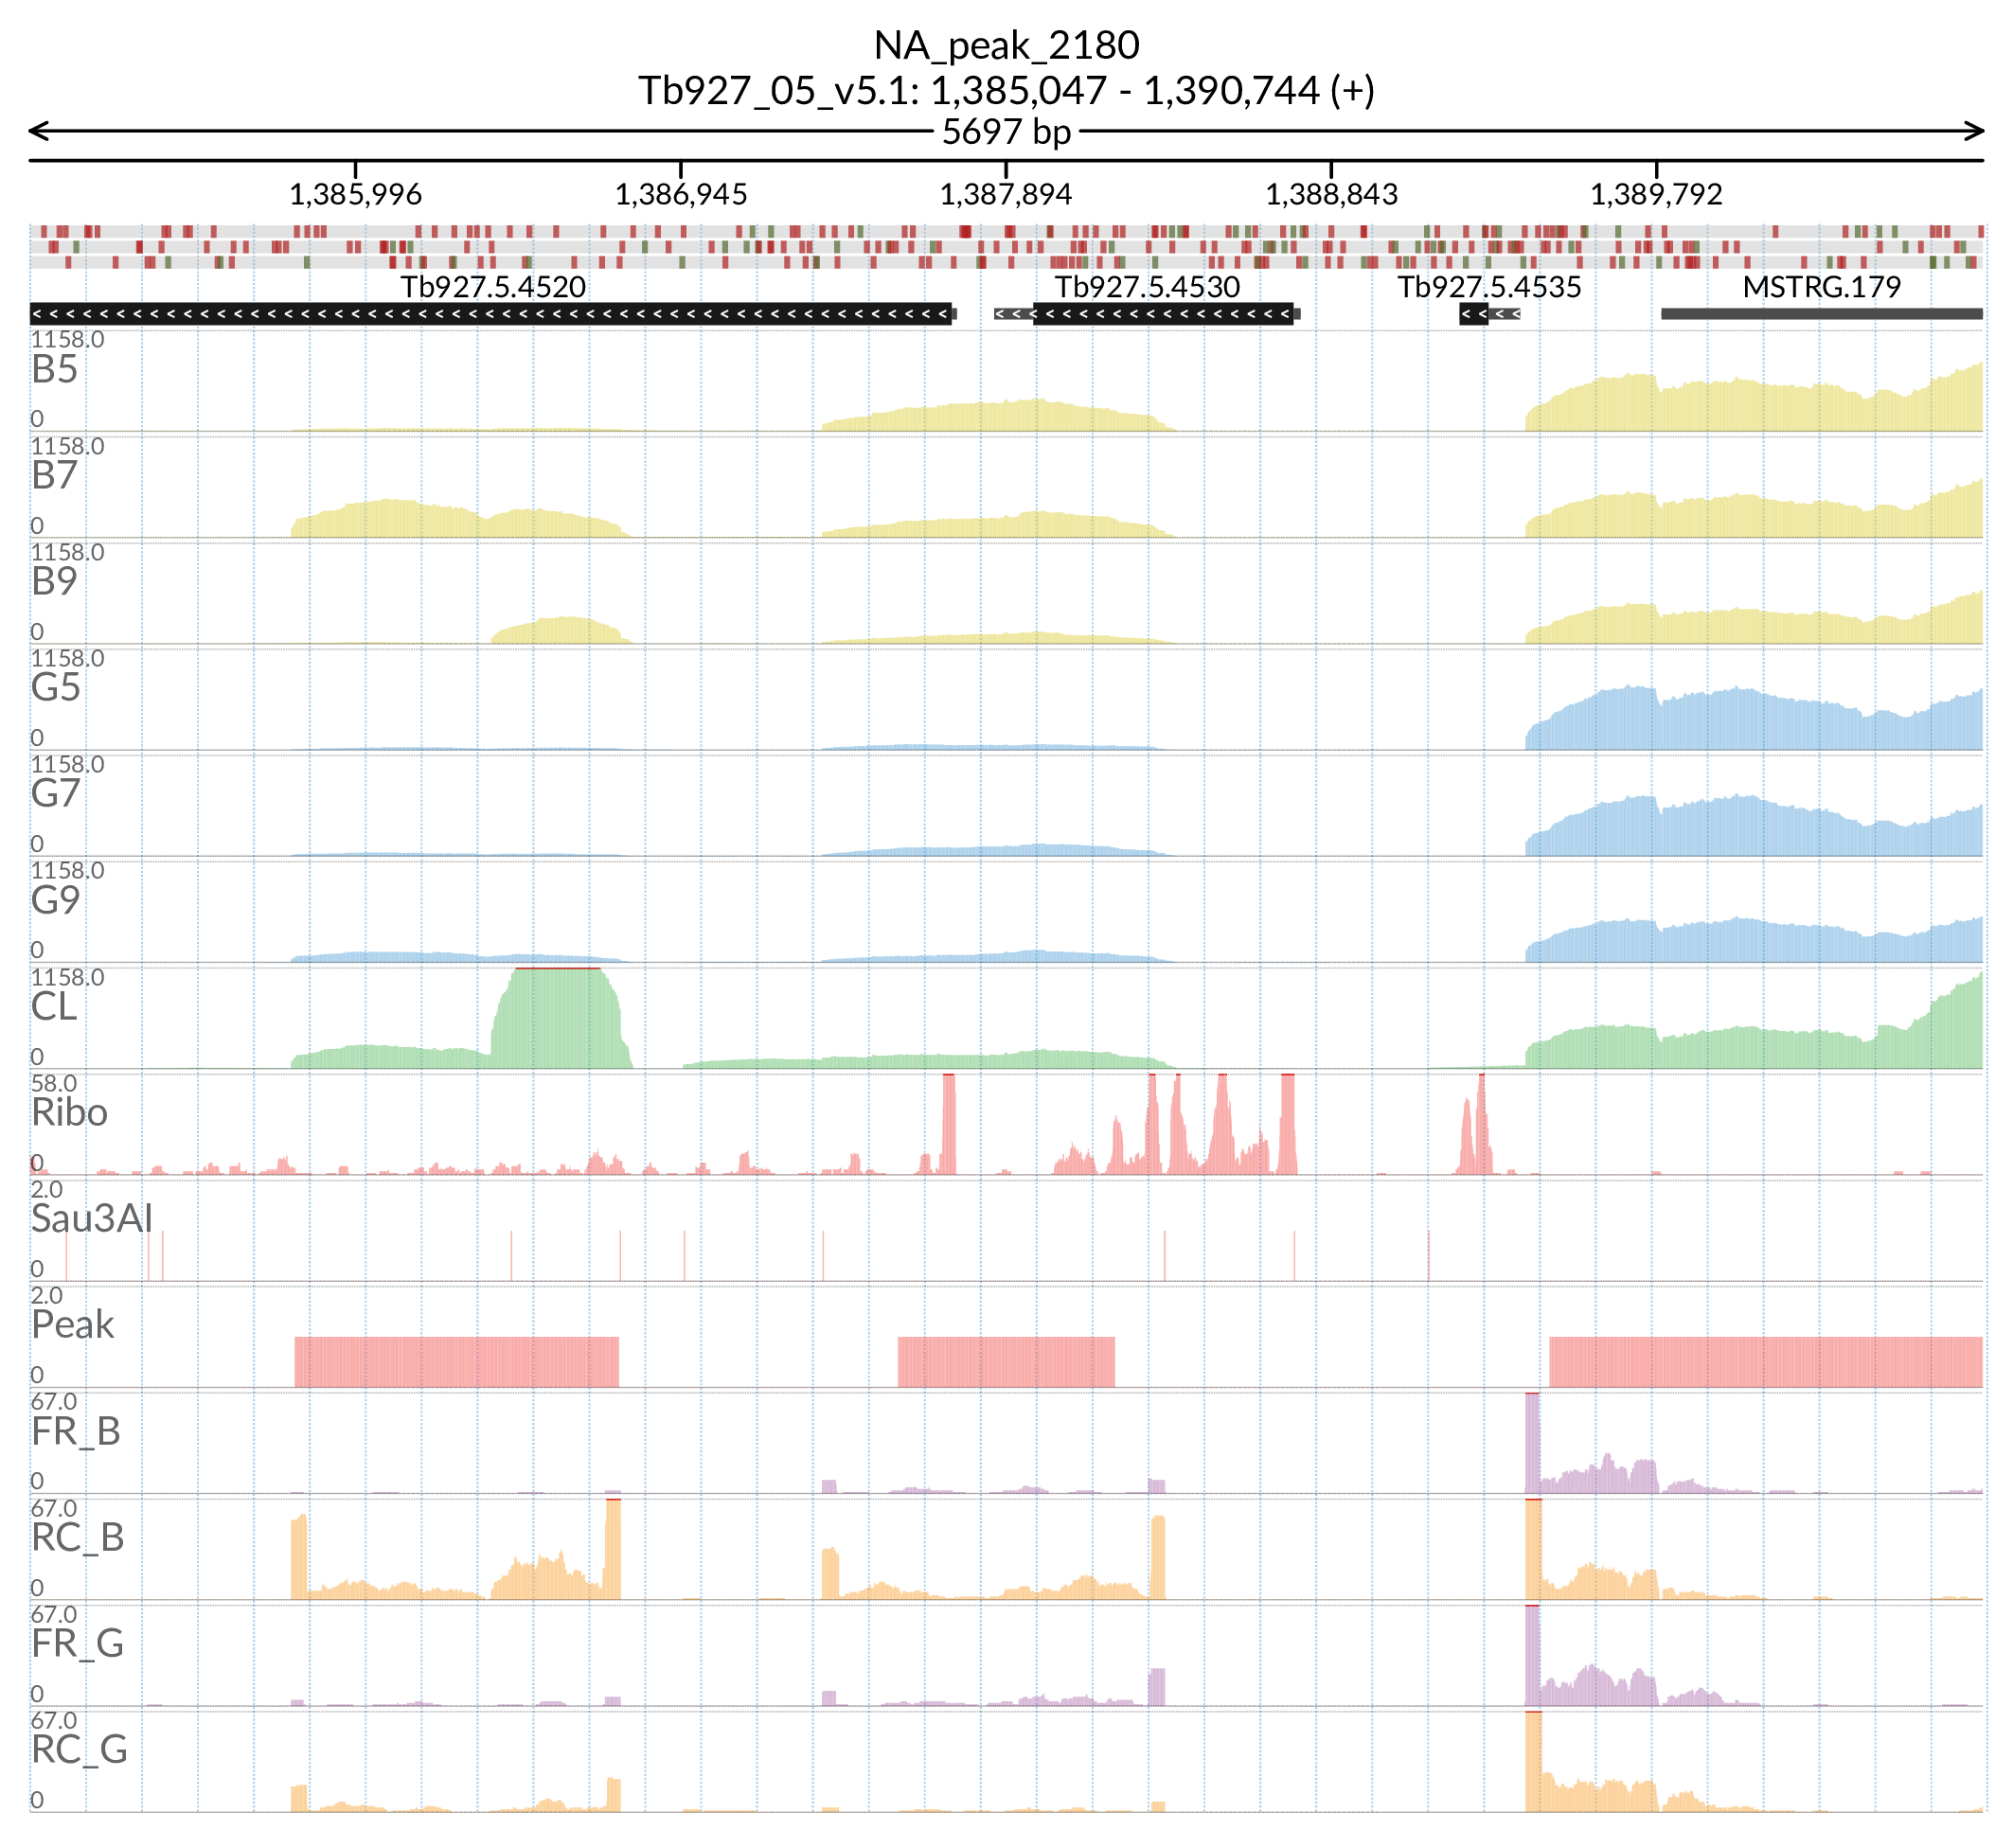 NA_peak_2180
Tb927_05_v5.1: 1,385,047 - 1,390,744 (+)
5697 bp
1,385,996 1,386,945 1,387,894 1,388,843 1,389,792
Tb927.5.4520 Tb927.5.4530 Tb927.5.4535 MSTRG.179
1158.0
B5
0
1158.0
B7
0
1158.0
B9
0
1158.0
G5
0
1158.0
G7
0
1158.0
G9
0
1158.0
CL
0
58.0
Ribo
0
2.0
Sau3AI
0
2.0
Peak
0
67.0
FR_B
0
67.0
RC_B
0
67.0
FR_G
0
67.0
RC_G
0